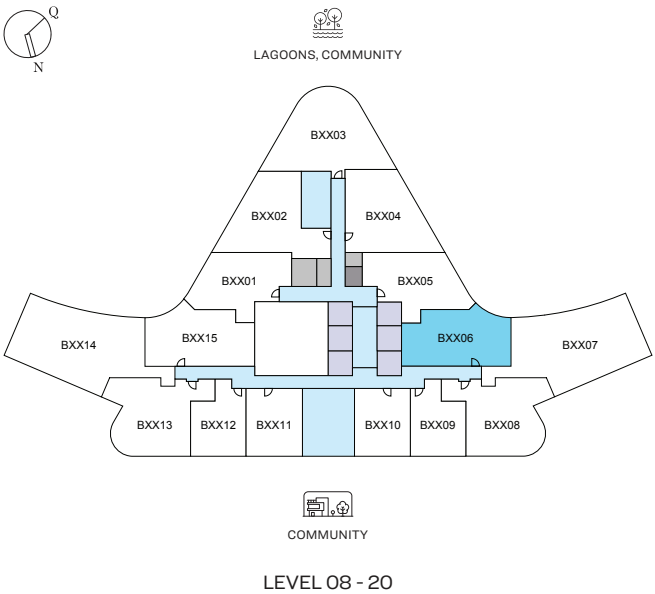 Q
N
LAGOONS, COMMUNITY
BXX03
BXX02
BXX04
BXX01
BXX05
BXX14
BXX15
BXX06
BXX07
BXX13
BXX12
BXX11
BXX10
BXX09
BXX08
COMMUNITY
LEVEL 08 - 20